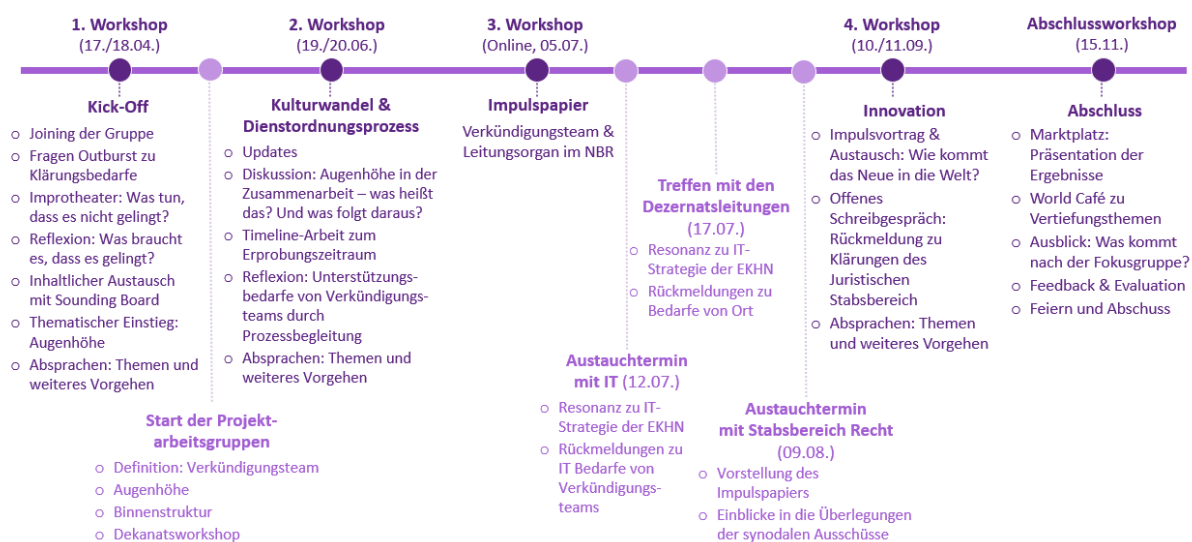 1. Workshop
(17./18.04.)
2. Workshop
(19./20.06.)
3. Workshop
(Online, 05.07.)
4. Workshop
(10./11.09.)
Abschlussworkshop
(15.11.)
Kick-Off
o Joining der Gruppe
o Fragen Outburst zu
Klärungsbedarfe
o Improtheater: Was tun,
dass es nicht gelingt?
o Reflexion: Was braucht
es, dass es gelingt?
o Inhaltlicher Austausch
mit Sounding Board
o Thematischer Einstieg:
Augenhöhe
o Absprachen: Themen und
weiteres Vorgehen
Start der Projekt-
arbeitsgruppen
o Definition: Verkündigungsteam
o Augenhöhe
o Binnenstruktur
o Dekanatsworkshop
Kulturwandel &
Dienstordnungsprozess
o Updates
o Diskussion: Augenhöhe in der
Zusammenarbeit – was heißt
das? Und was folgt daraus?
o Timeline-Arbeit zum
Erprobungszeitraum
o Reflexion: Unterstützungs-
bedarfe von Verkündigungs-
teams durch
Prozessbegleitung
o Absprachen: Themen und
weiteres Vorgehen
Impulspapier
Verkündigungsteam &
Leitungsorgan im NBR
Austauchtermin
mit IT (12.07.)
o Resonanz zu IT-
Strategie der EKHN
o Rückmeldungen zu
IT Bedarfe von
Verkündigungs-
teams
Treffen mit den
Dezernatsleitungen
(17.07.)
o Resonanz zu IT-
Strategie der EKHN
o Rückmeldungen zu
Bedarfe von Ort
Austauchtermin
mit Stabsbereich Recht
(09.08.)
o Vorstellung des
Impulspapiers
o Einblicke in die Überlegungen
der synodalen Ausschüsse
Innovation
o Impulsvortrag &
Austausch: Wie kommt
das Neue in die Welt?
o Offenes
Schreibgespräch:
Rückmeldung zu
Klärungen des
Juristischen
Stabsbereich
o Absprachen: Themen
und weiteres Vorgehen
Abschluss
o Marktplatz:
Präsentation der
Ergebnisse
o World Café zu
Vertiefungsthemen
o Ausblick: Was kommt
nach der Fokusgruppe?
o Feedback & Evaluation
o Feiern und Abschuss